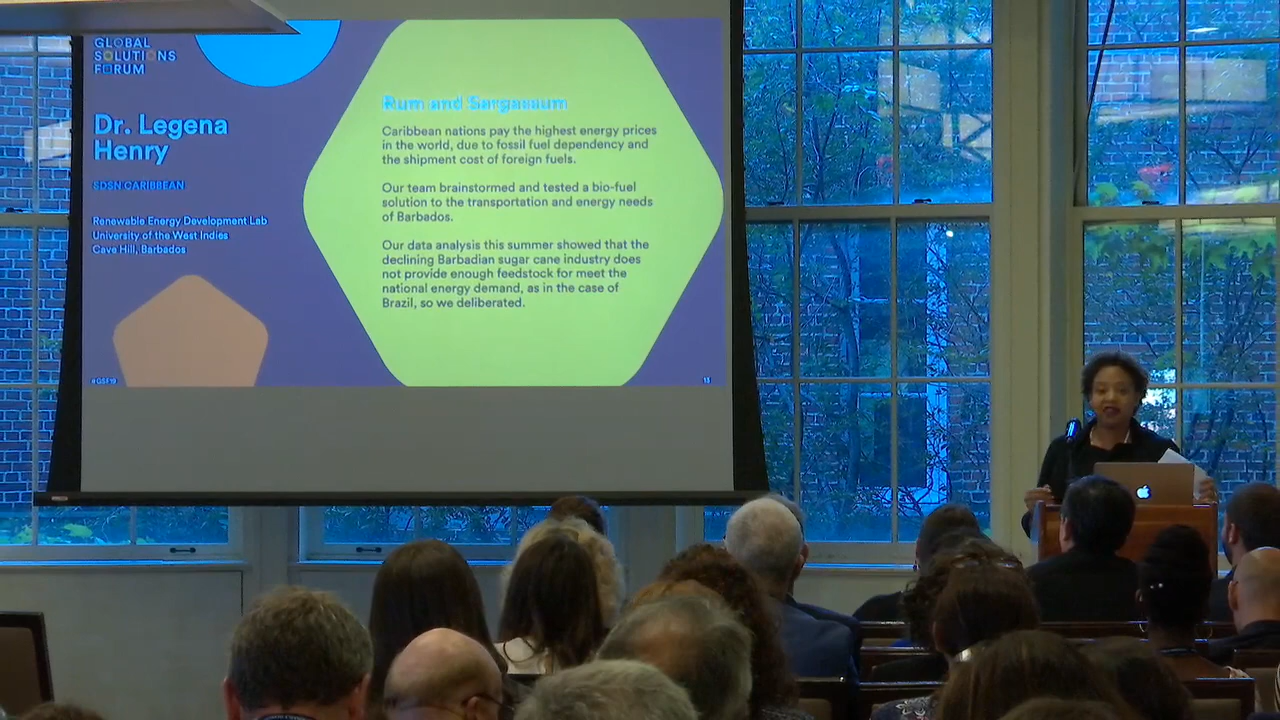 GLOBAL
SOLUTIONS
FORUM
Dr. Legena
Henry
SDSN CARIBBEAN
Renewable Energy Development Lab
University of the West Indies
Cave Hill, Barbados
#GSF19
Rum and Sargassum
Caribbean nations pay the highest energy prices
in the world, due to fossil fuel dependency and
the shipment cost of foreign fuels.
Our team brainstormed and tested a bio-fuel
solution to the transportation and energy needs
of Barbados.
Our data analysis this summer showed that the
declining Barbadian sugar cane industry does
not provide enough feedstock for meet the
national energy demand, as in the case of
Brazil, so we deliberated.